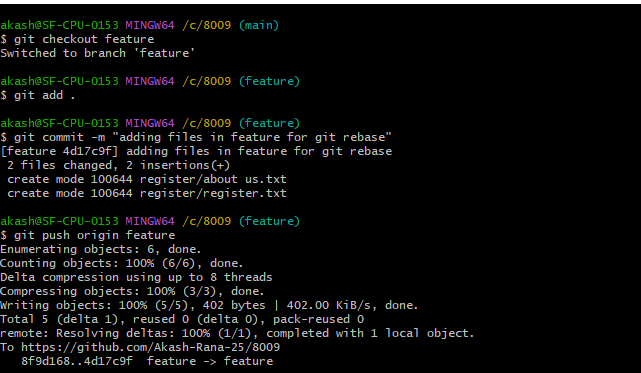 akash@SF-CPU-0153 MINGW64 /c/8009 (main)
$ git checkout feature
Switched to branch 'feature'
akash@SF-CPU-0153 MINGW64 /c/8009 (feature)
$ git add .
akash@SF-CPU-0153 MINGW64 /c/8009 (feature)
$ git commit -m "adding files in feature for git rebase"
[feature 4d17c9f] adding files in feature for git rebase
 2 files changed, 2 insertions(+)
 create mode 100644 register/about us.txt
 create mode 100644 register/register.txt
akash@SF-CPU-0153 MINGW64 /c/8009 (feature)
$ git push origin feature
Enumerating objects: 6, done.
Counting objects: 100% (6/6), done.
Delta compression using up to 8 threads
Compressing objects: 100% (3/3), done.
Writing objects: 100% (5/5), 402 bytes | 402.00 KiB/s, done.
Total 5 (delta 1), reused 0 (delta 0), pack-reused 0
remote: Resolving deltas: 100% (1/1), completed with 1 local object.
To https://github.com/Akash-Rana-25/8009
   8f9d168..4d17c9f  feature -> feature